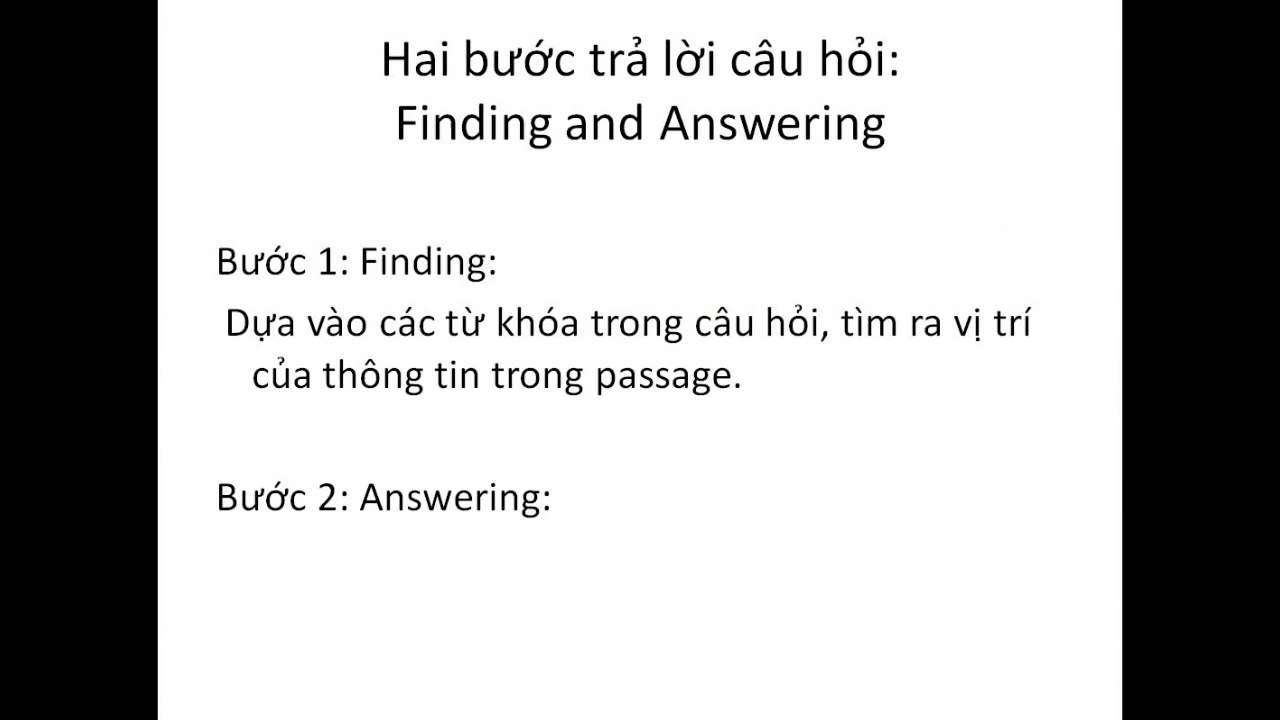 Hai bước trả lời câu hỏi:
Finding and Answering
Bước 1: Finding:
Dựa vào các từ khóa trong câu hỏi, tìm ra vị trí
của thông tin trong passage.
Bước 2: Answering: